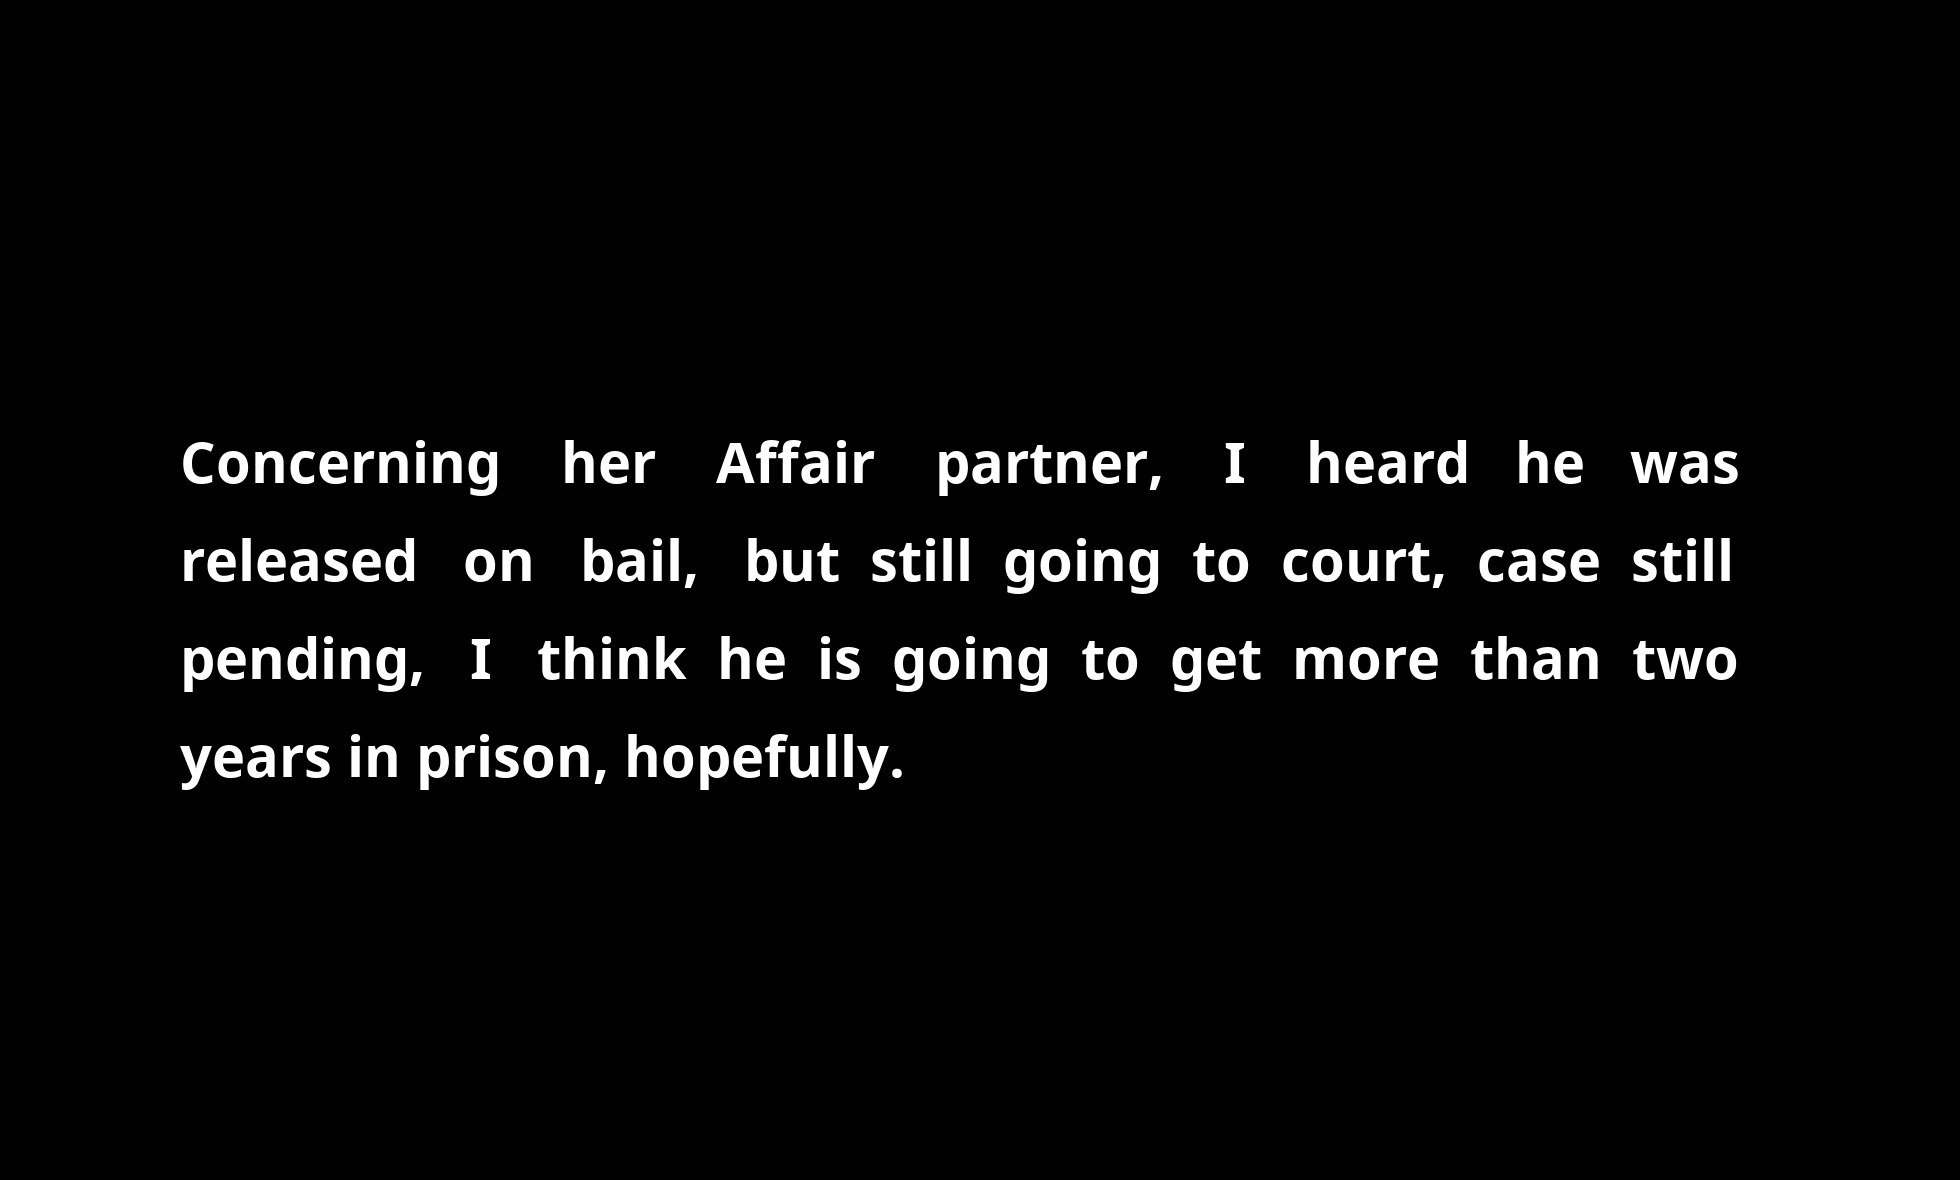 Concerning her Affair partner, I heard he was
released on bail, but still going to court, case still
pending, I think he is going to get more than two
years in prison, hopefully.